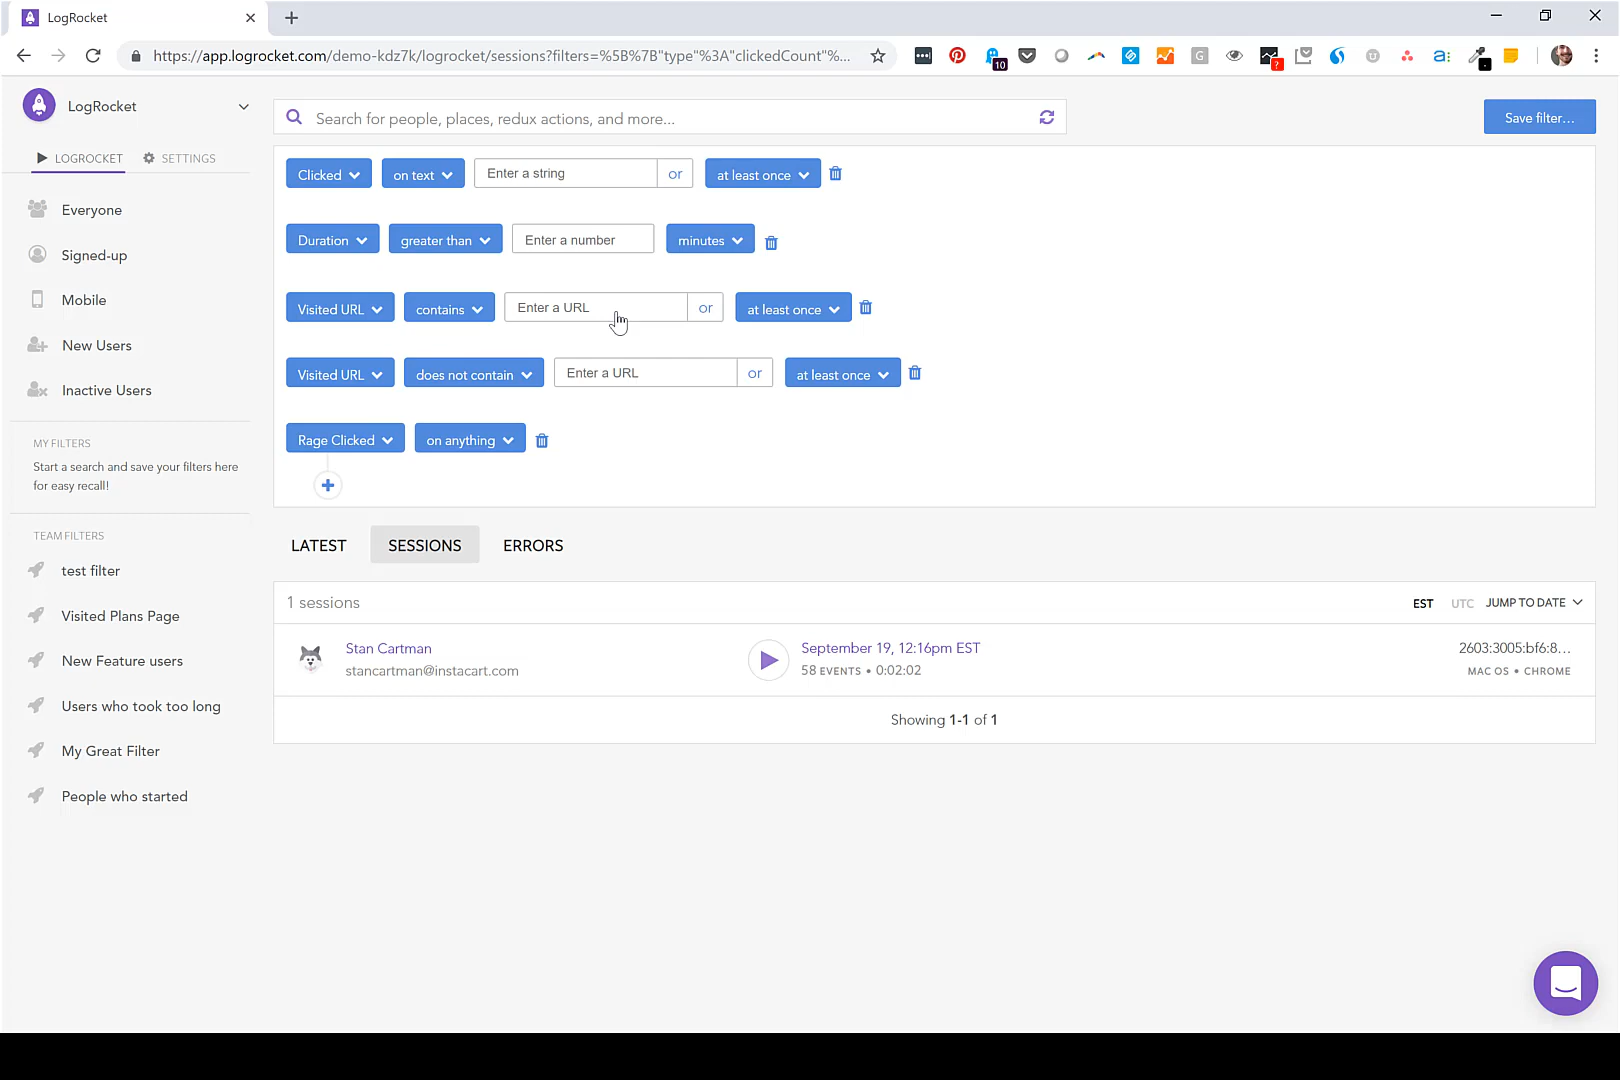 LogRocket
https://app.logrocket.com/demo-kdz7k/logrocket/sessions?filters=%5B%7B"type"%3A"clickedCount"%...
10
?
G
a:
LogRocket
Search for people, places, redux actions, and more...
Save filter...
LOGROCKET SETTINGS
Clicked on text Enter a string or at least once
Everyone
Duration greater than Enter a number minutes
Signed-up
Mobile
Visited URL contains Enter a URL or at least once
New Users
Visited URL does not contain Enter a URL or at least once
Inactive Users
Rage Clicked on anything
MY FILTERS
Start a search and save your filters here
for easy recall!
TEAM FILTERS
LATEST SESSIONS ERRORS
test filter
1 sessions EST UTC JUMP TO DATE
Visited Plans Page
Stan Cartman September 19, 12:16pm EST 2603:3005:bf6:8...
New Feature users
stancartman@instacart.com 58 EVENTS • 0:02:02 MAC OS • CHROME
Users who took too long
Showing 1-1 of 1
My Great Filter
People who started